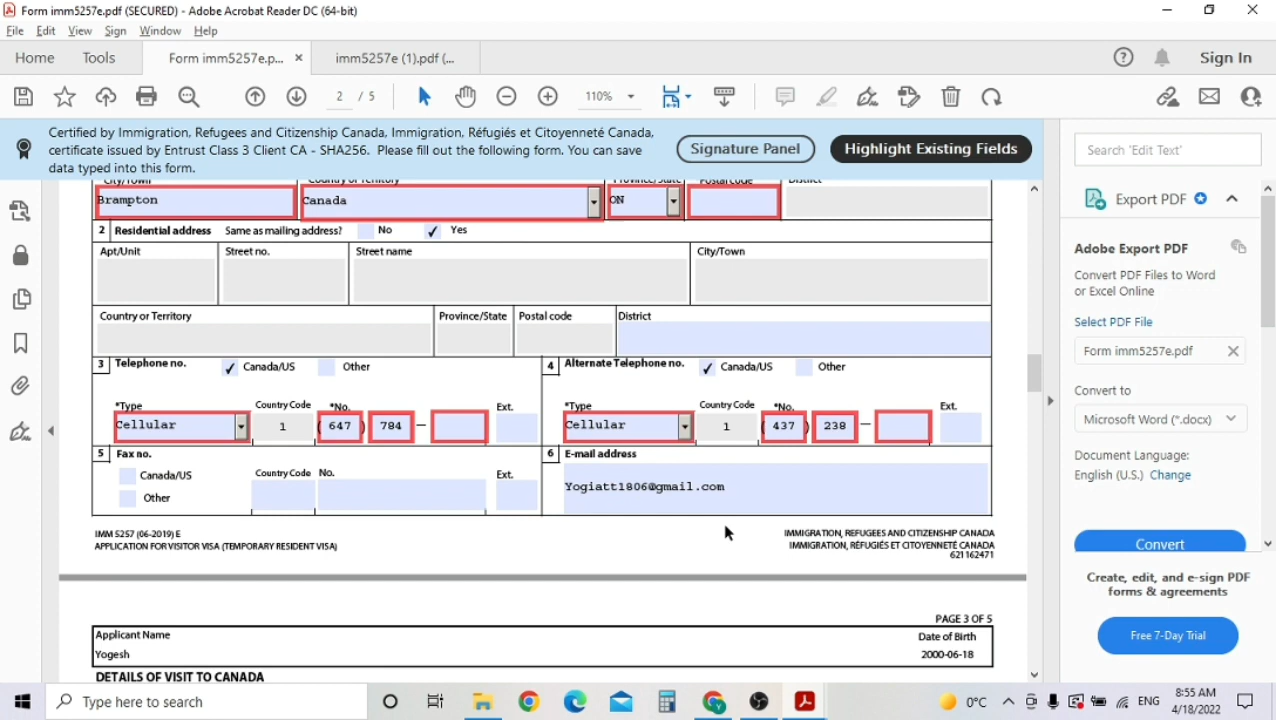 Form imm5257e.pdf (SECURED) - Adobe Acrobat Reader DC (64-bit)
File Edit View Sign Window Help
Home Tools Form imm5257e.p... × imm5257e (1).pdf (... Sign In
2 / 5 110%
Certified by Immigration, Refugees and Citizenship Canada, Immigration, Réfugiés et Citoyenneté Canada,
certificate issued by Entrust Class 3 Client CA - SHA256. Please fill out the following form. You can save
data typed into this form.
Signature Panel
Highlight Existing Fields
City/Town Country or Territory Province/State Postal code District
Brampton Canada ON
2 Residential address Same as mailing address? No ✓ Yes
Apt/Unit Street no. Street name City/Town
Country or Territory Province/State Postal code District
3 Telephone no. ✓ Canada/US Other
*Type Country Code *No. Ext.
Cellular 1 ( 647 ) 784 –
4 Alternate Telephone no. ✓ Canada/US Other
*Type Country Code *No. Ext.
Cellular 1 ( 437 ) 238 –
5 Fax no.
Canada/US Country Code No. Ext.
Other
6 E-mail address
Yogiatt1806@gmail.com
IMM 5257 (06-2019) E
APPLICATION FOR VISITOR VISA (TEMPORARY RESIDENT VISA)
IMMIGRATION, REFUGEES AND CITIZENSHIP CANADA
IMMIGRATION, RÉFUGIÉS ET CITOYENNETÉ CANADA
621162471
PAGE 3 OF 5
Applicant Name Date of Birth
Yogesh 2000-06-18
DETAILS OF VISIT TO CANADA
Search 'Edit Text'
Export PDF
Adobe Export PDF
Convert PDF Files to Word
or Excel Online
Select PDF File
Form imm5257e.pdf
Convert to
Microsoft Word (*.docx)
Document Language:
English (U.S.) Change
Convert
Create, edit, and e-sign PDF
forms & agreements
Free 7-Day Trial
Type here to search
0°C ENG 8:55 AM
4/18/2022